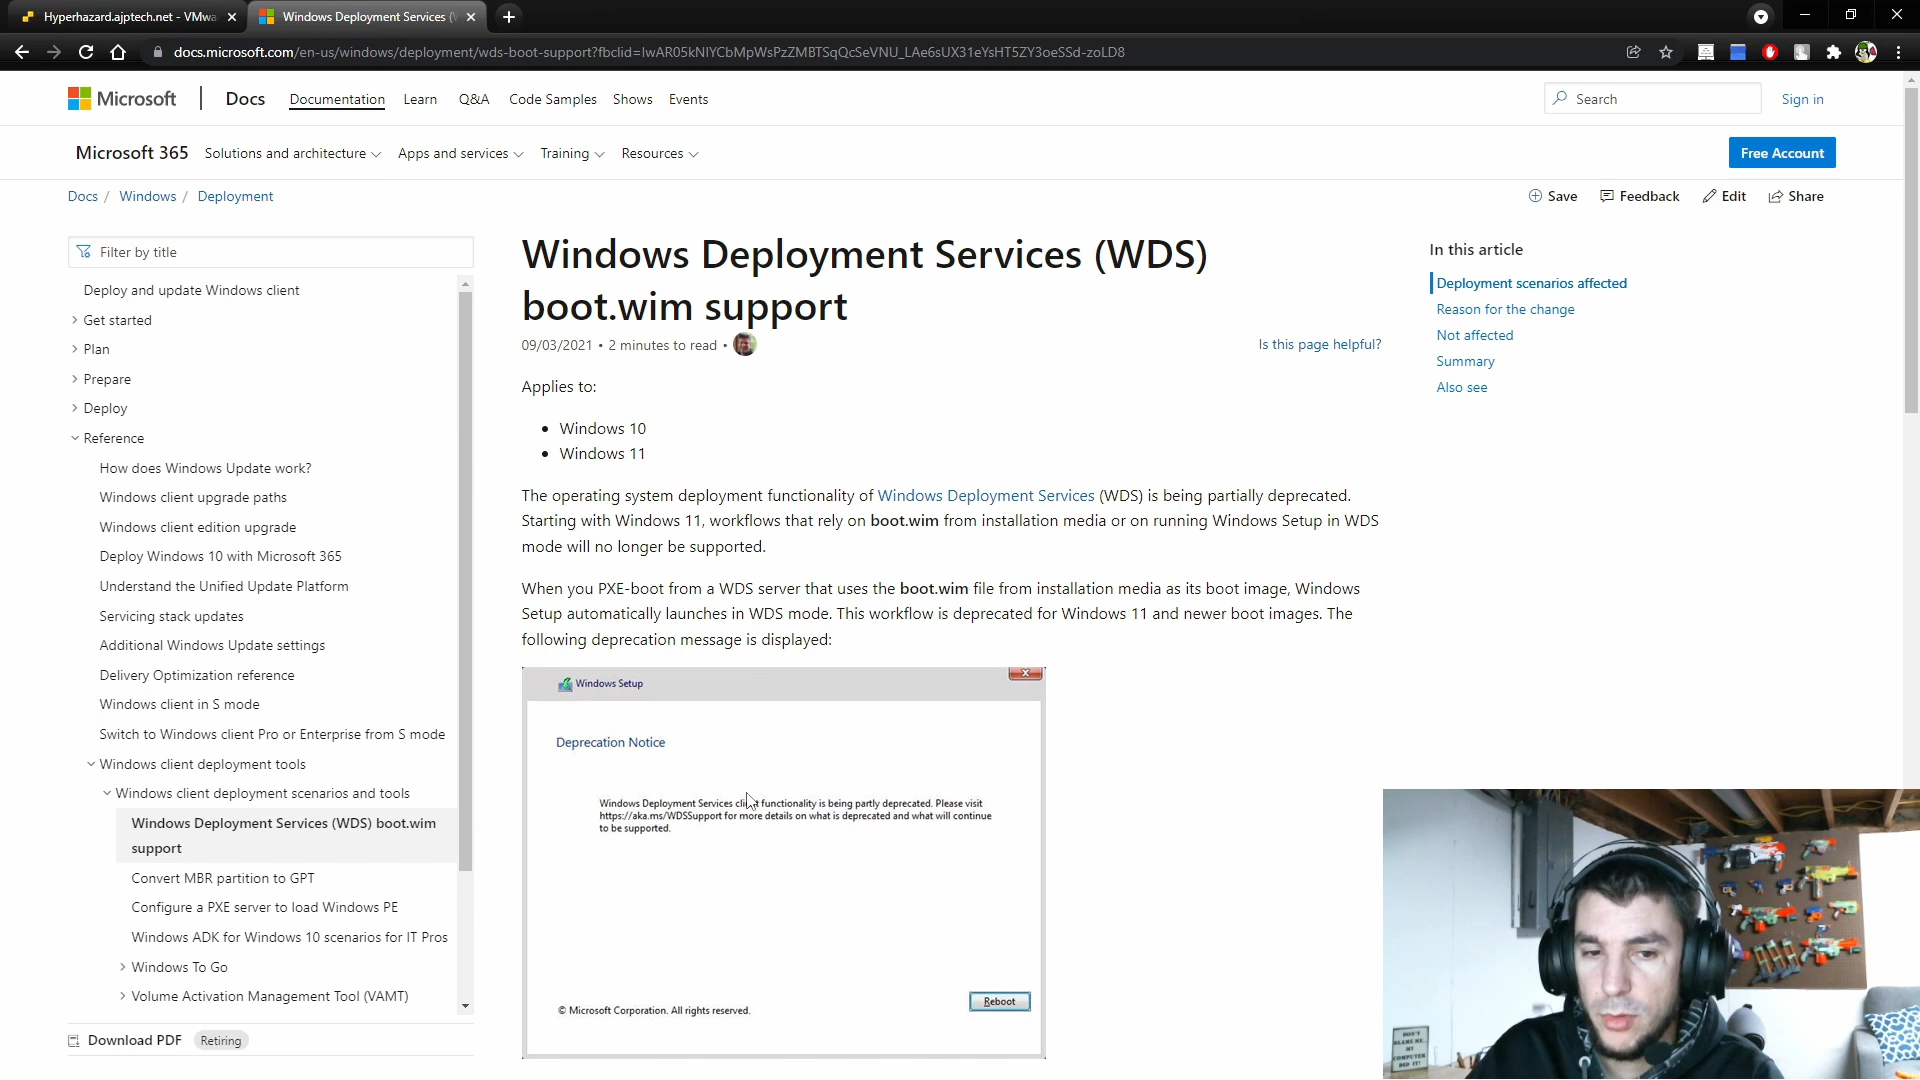 Hyperhazard.ajptech.net - VMwa
Windows Deployment Services (
docs.microsoft.com/en-us/windows/deployment/wds-boot-support?fbclid=IwAR05kNIYCbMpWsPzZMBTSqQcSeVNU_LAe6sUX31eYsHT5ZY3oeSSd-zoLD8
Microsoft | Docs Documentation Learn Q&A Code Samples Shows Events
Search
Sign in
Microsoft 365 Solutions and architecture Apps and services Training Resources
Free Account
Docs / Windows / Deployment
Save Feedback Edit Share
Filter by title
Deploy and update Windows client
Get started
Plan
Prepare
Deploy
Reference
How does Windows Update work?
Windows client upgrade paths
Windows client edition upgrade
Deploy Windows 10 with Microsoft 365
Understand the Unified Update Platform
Servicing stack updates
Additional Windows Update settings
Delivery Optimization reference
Windows client in S mode
Switch to Windows client Pro or Enterprise from S mode
Windows client deployment tools
Windows client deployment scenarios and tools
Windows Deployment Services (WDS) boot.wim
support
Convert MBR partition to GPT
Configure a PXE server to load Windows PE
Windows ADK for Windows 10 scenarios for IT Pros
Windows To Go
Volume Activation Management Tool (VAMT)
Download PDF Retiring
Windows Deployment Services (WDS)
boot.wim support
09/03/2021 • 2 minutes to read •
Is this page helpful?
Applies to:
• Windows 10
• Windows 11
The operating system deployment functionality of Windows Deployment Services (WDS) is being partially deprecated.
Starting with Windows 11, workflows that rely on boot.wim from installation media or on running Windows Setup in WDS
mode will no longer be supported.
When you PXE-boot from a WDS server that uses the boot.wim file from installation media as its boot image, Windows
Setup automatically launches in WDS mode. This workflow is deprecated for Windows 11 and newer boot images. The
following deprecation message is displayed:
Windows Setup
Deprecation Notice
Windows Deployment Services client functionality is being partly deprecated. Please visit
https://aka.ms/WDSSupport for more details on what is deprecated and what will continue
to be supported.
© Microsoft Corporation. All rights reserved.
Reboot
In this article
Deployment scenarios affected
Reason for the change
Not affected
Summary
Also see
DON'T
BLAME ME...
MY
COMPUTER
DID IT!